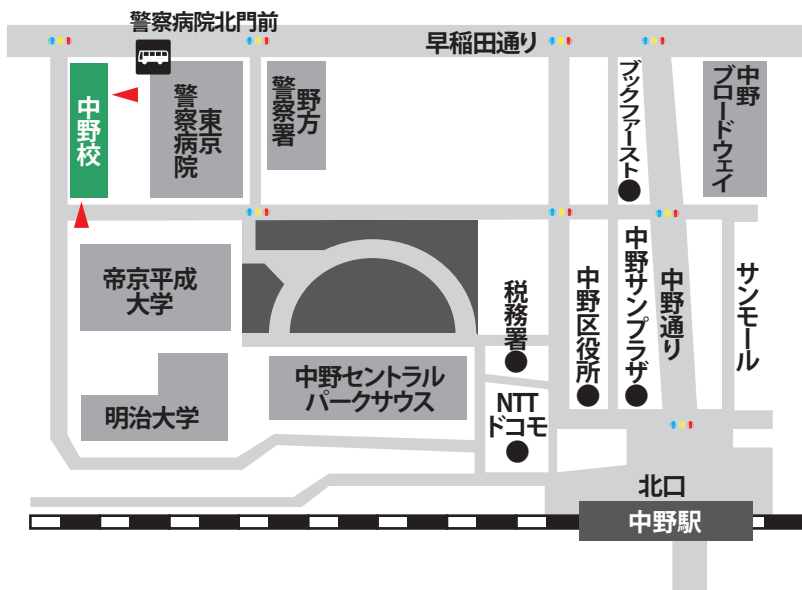 警察病院北門前
早稲田通り
中野校
東京
警察病院
野方
警察署
ブックファースト
中野
ブロードウェイ
帝京平成
大学
税務署
中野区役所
中野サンプラザ
中野通り
サンモール
明治大学
中野セントラル
パークサウス
NTT
ドコモ
北口
中野駅